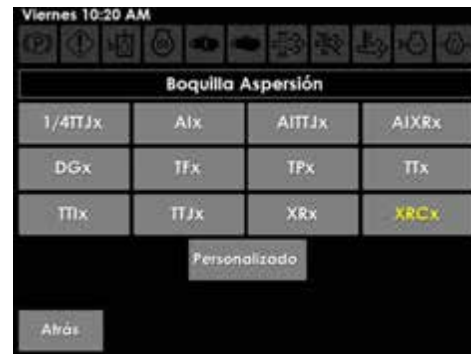 Viernes 10:20 AM
Boquilla Aspersión
1/4TTJx AIx AITTJx AIXRx
DGx TFx TPx TTx
TTIx TTJx XRx XRCx
Personalizado
Atrás